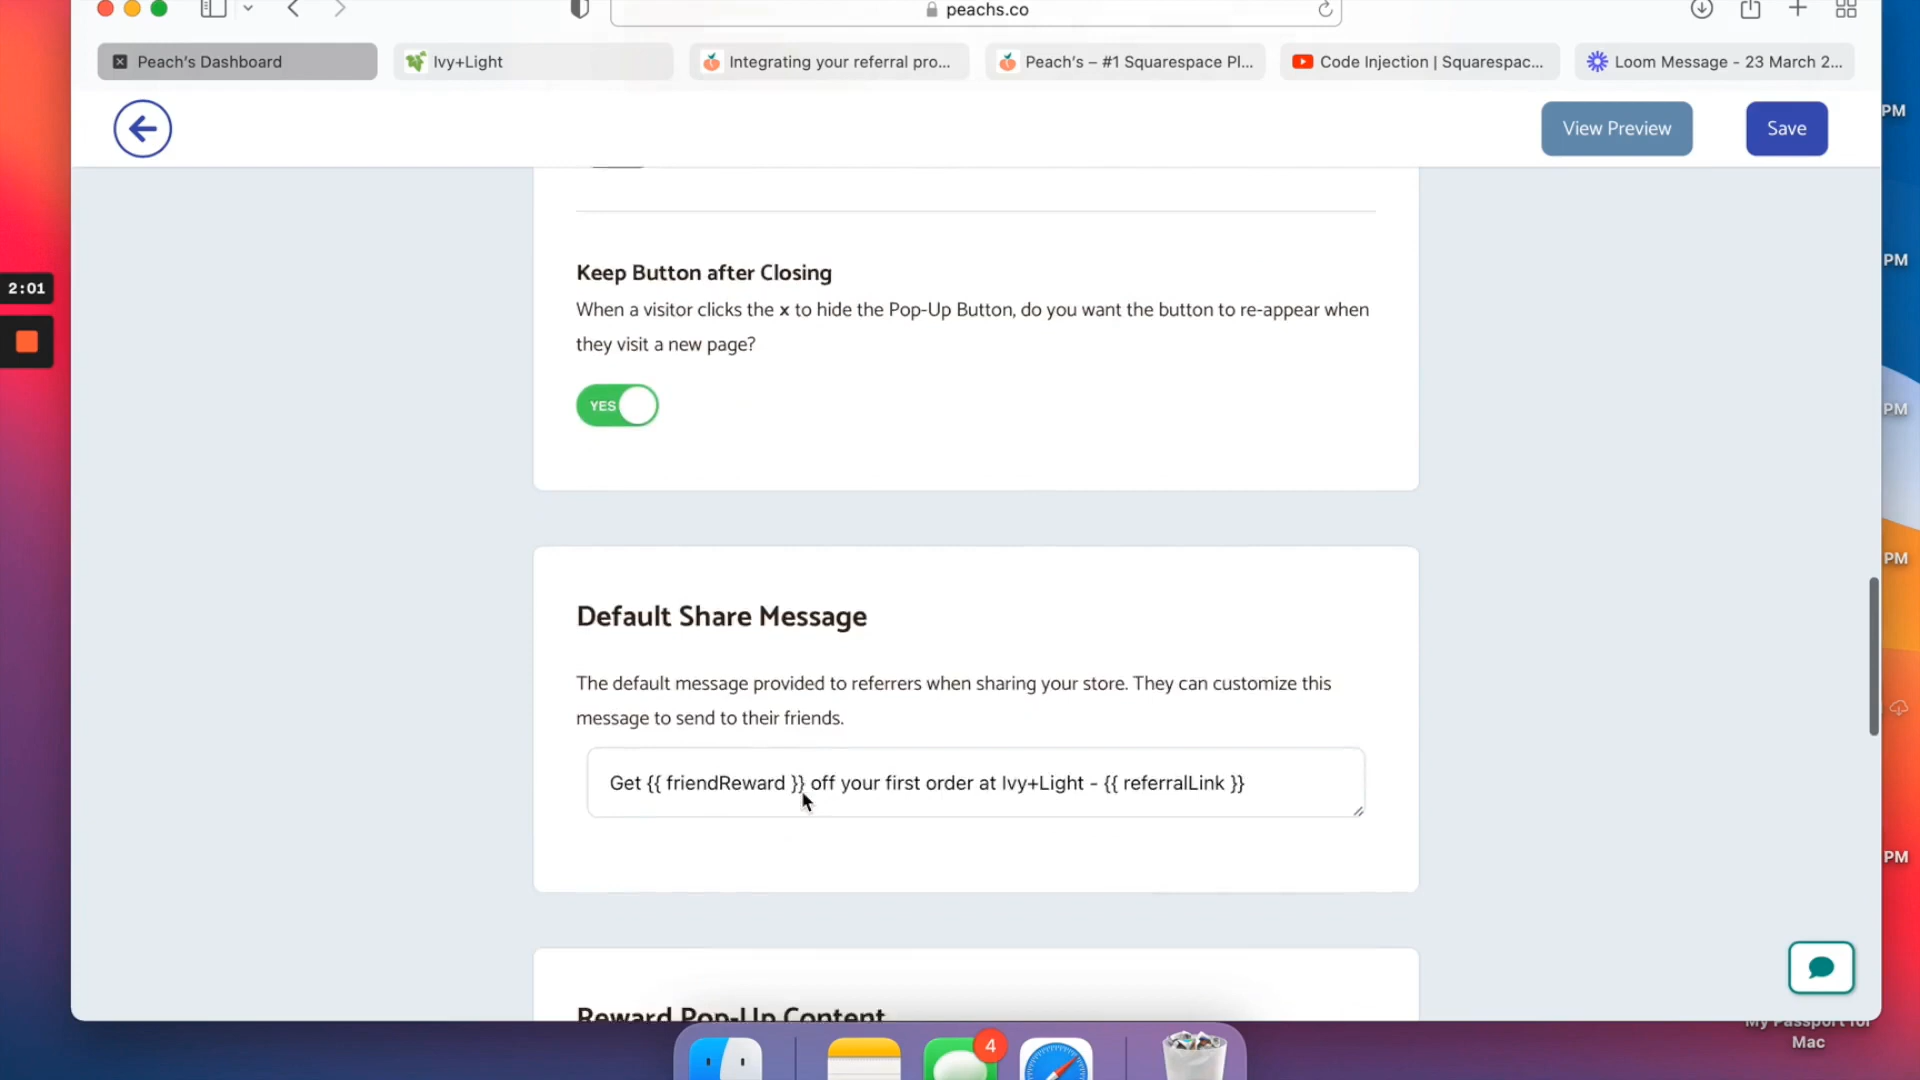 peachs.co
Peach's Dashboard
Ivy+Light
Integrating your referral pro...
Peach's – #1 Squarespace Pl...
Code Injection | Squarespac...
Loom Message - 23 March 2...
View Preview
Save
PM
PM
2:01
Keep Button after Closing
When a visitor clicks the x to hide the Pop-Up Button, do you want the button to re-appear when
they visit a new page?
YES
PM
PM
Default Share Message
The default message provided to referrers when sharing your store. They can customize this
message to send to their friends.
Get {{ friendReward }} off your first order at Ivy+Light - {{ referralLink }}
PM
Reward Pop-Up Content
My Passport for
Mac
4